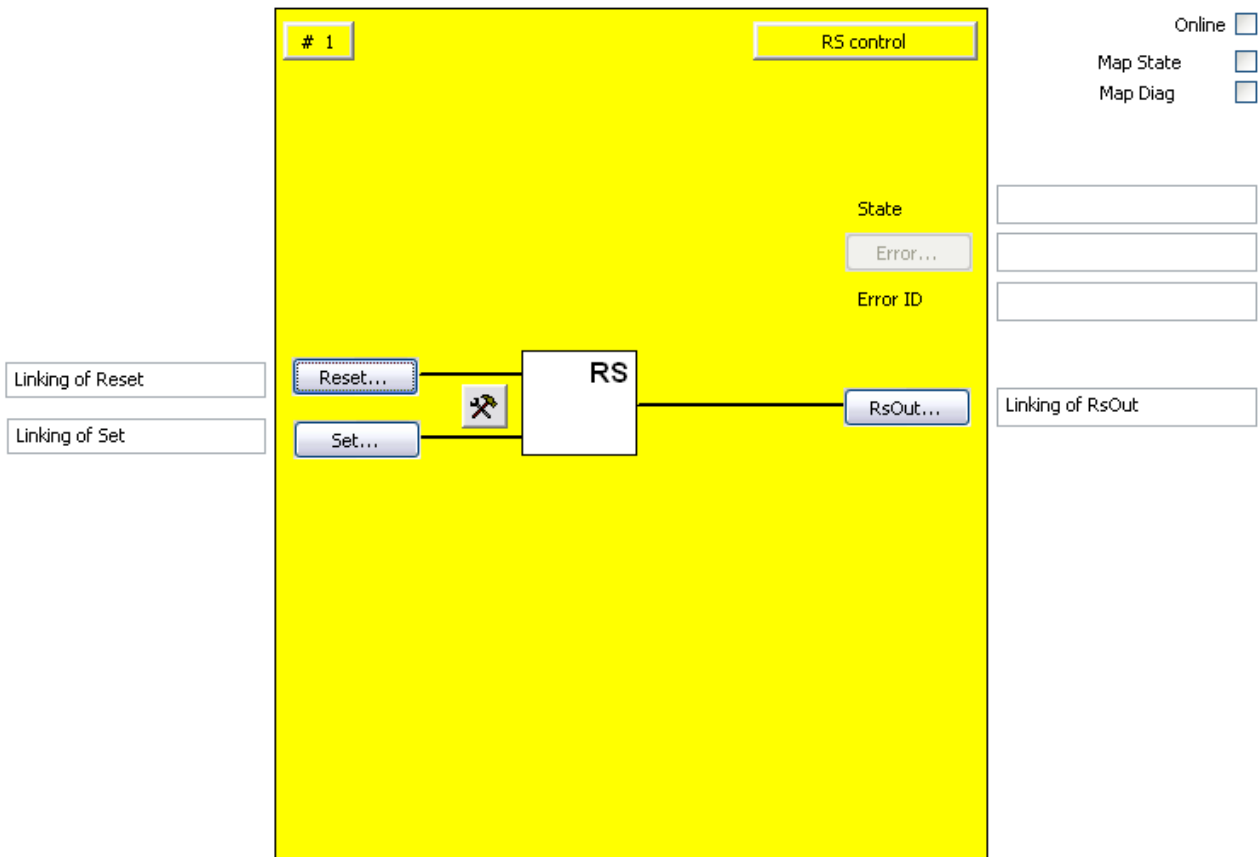 # 1
RS control
Online
Map State
Map Diag
State
Error...
Error ID
Linking of Reset
Reset...
RS
RsOut...
Linking of RsOut
Linking of Set
Set...